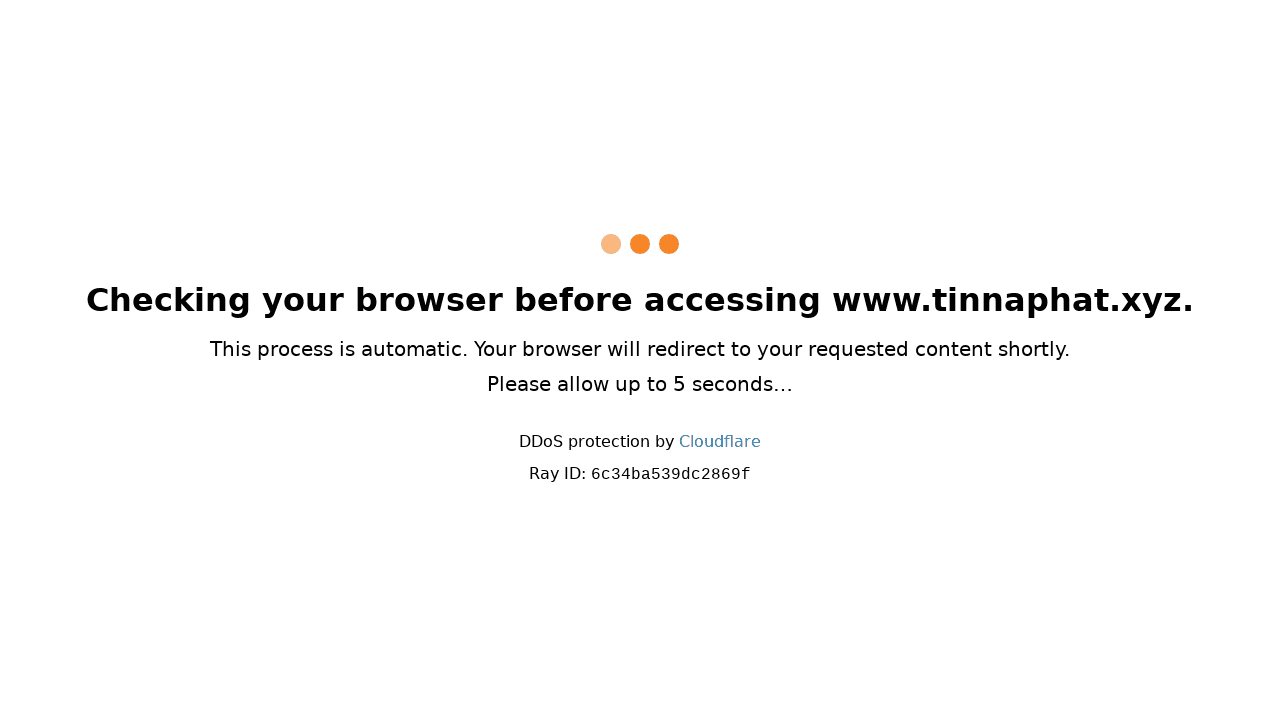 Checking your browser before accessing www.tinnaphat.xyz.
This process is automatic. Your browser will redirect to your requested content shortly.
Please allow up to 5 seconds…
DDoS protection by Cloudflare
Ray ID: 6c34ba539dc2869f